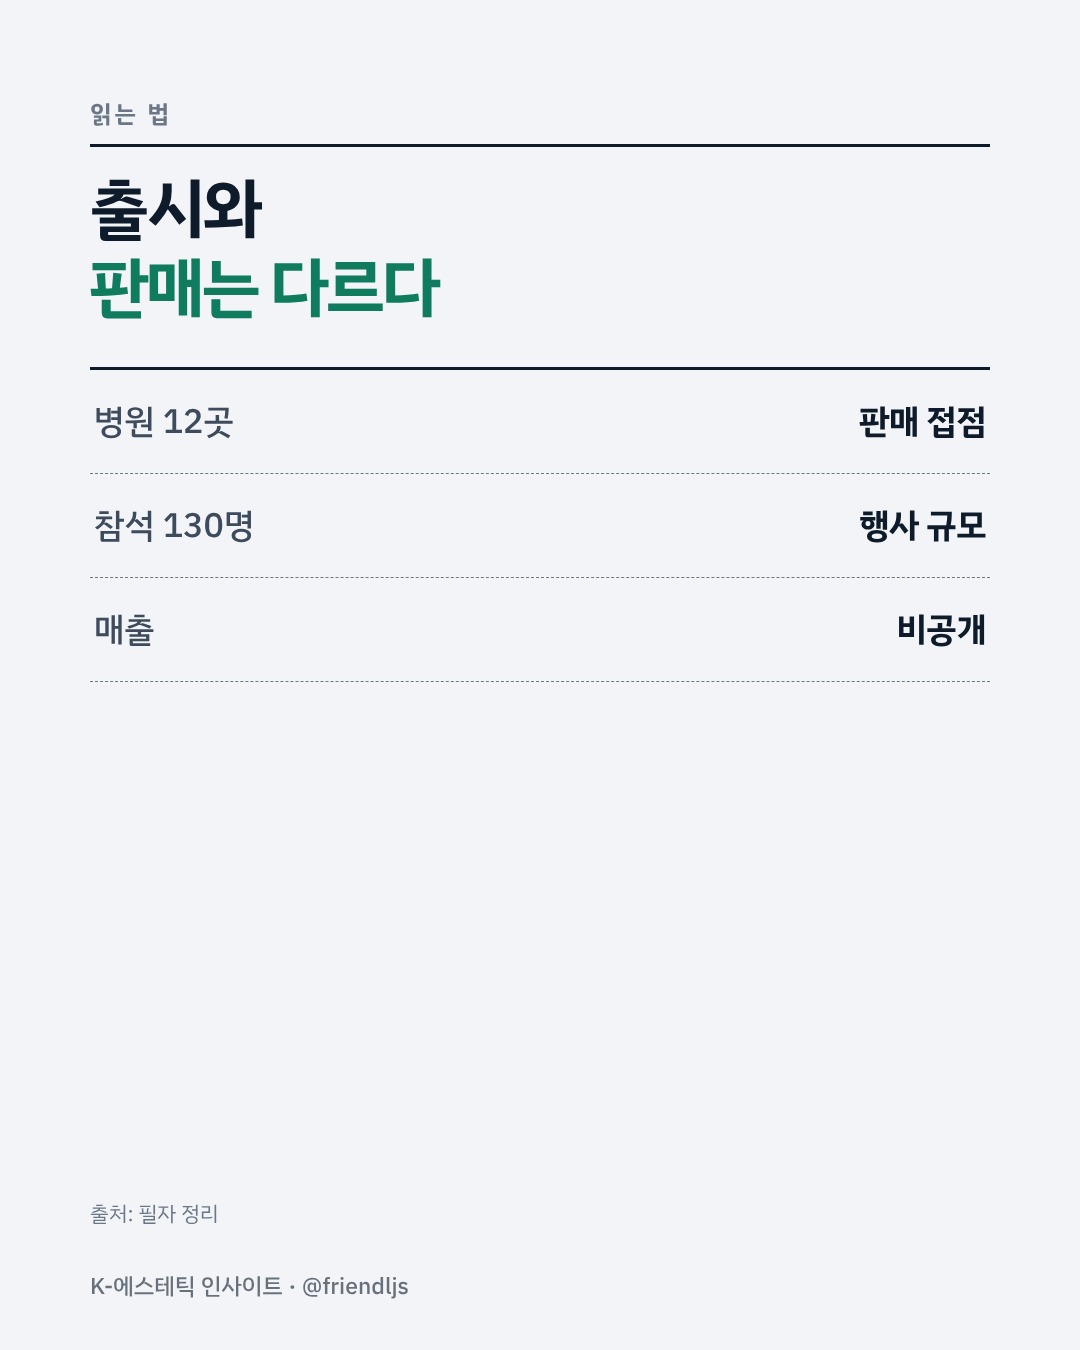 읽는 법
출시와
판매는 다르다
병원 12곳 판매 접점
참석 130명 행사 규모
매출 비공개
출처: 필자 정리
K-에스테틱 인사이트 · @friendljs